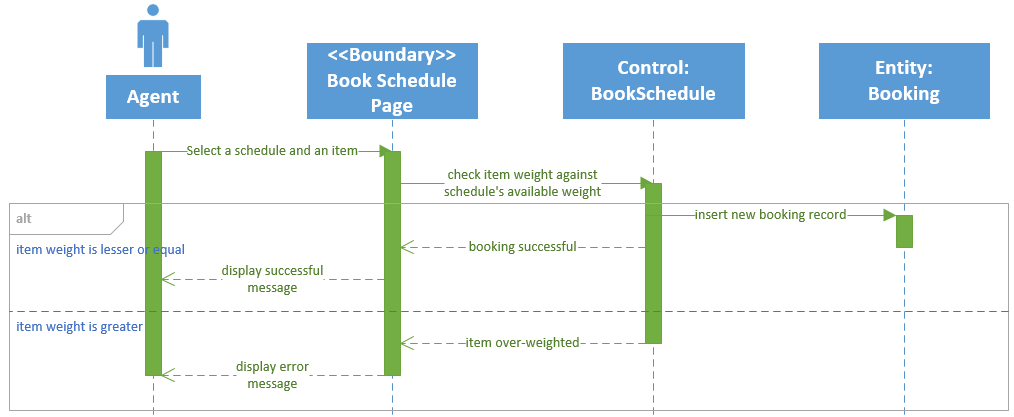 Agent
<<Boundary>>
Book Schedule
Page
Control:
BookSchedule
Entity:
Booking
Select a schedule and an item
check item weight against
schedule's available weight
alt
insert new booking record
item weight is lesser or equal
booking successful
display successful
message
item weight is greater
item over-weighted
display error
message